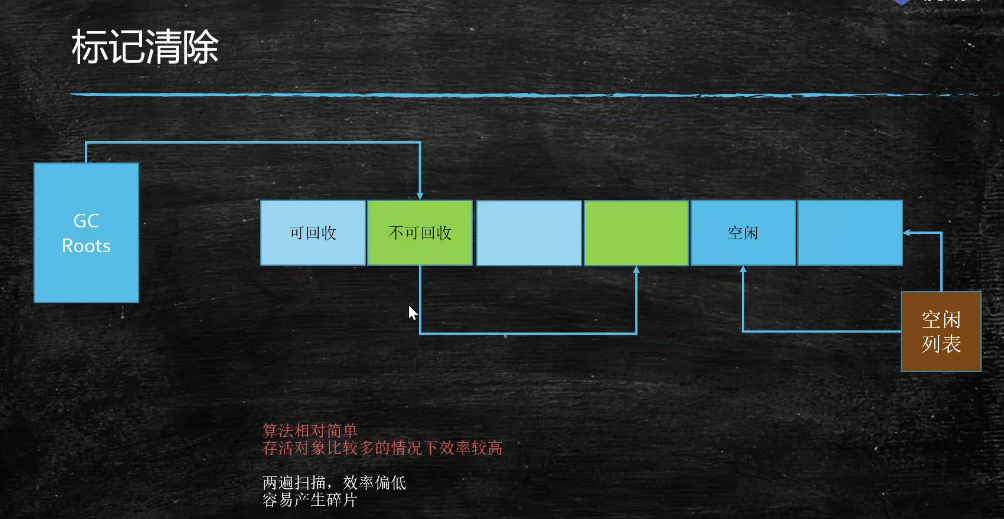 标记清除
GC
Roots
可回收
不可回收
空闲
空闲
列表
算法相对简单
存活对象比较多的情况下效率较高
两遍扫描，效率偏低
容易产生碎片